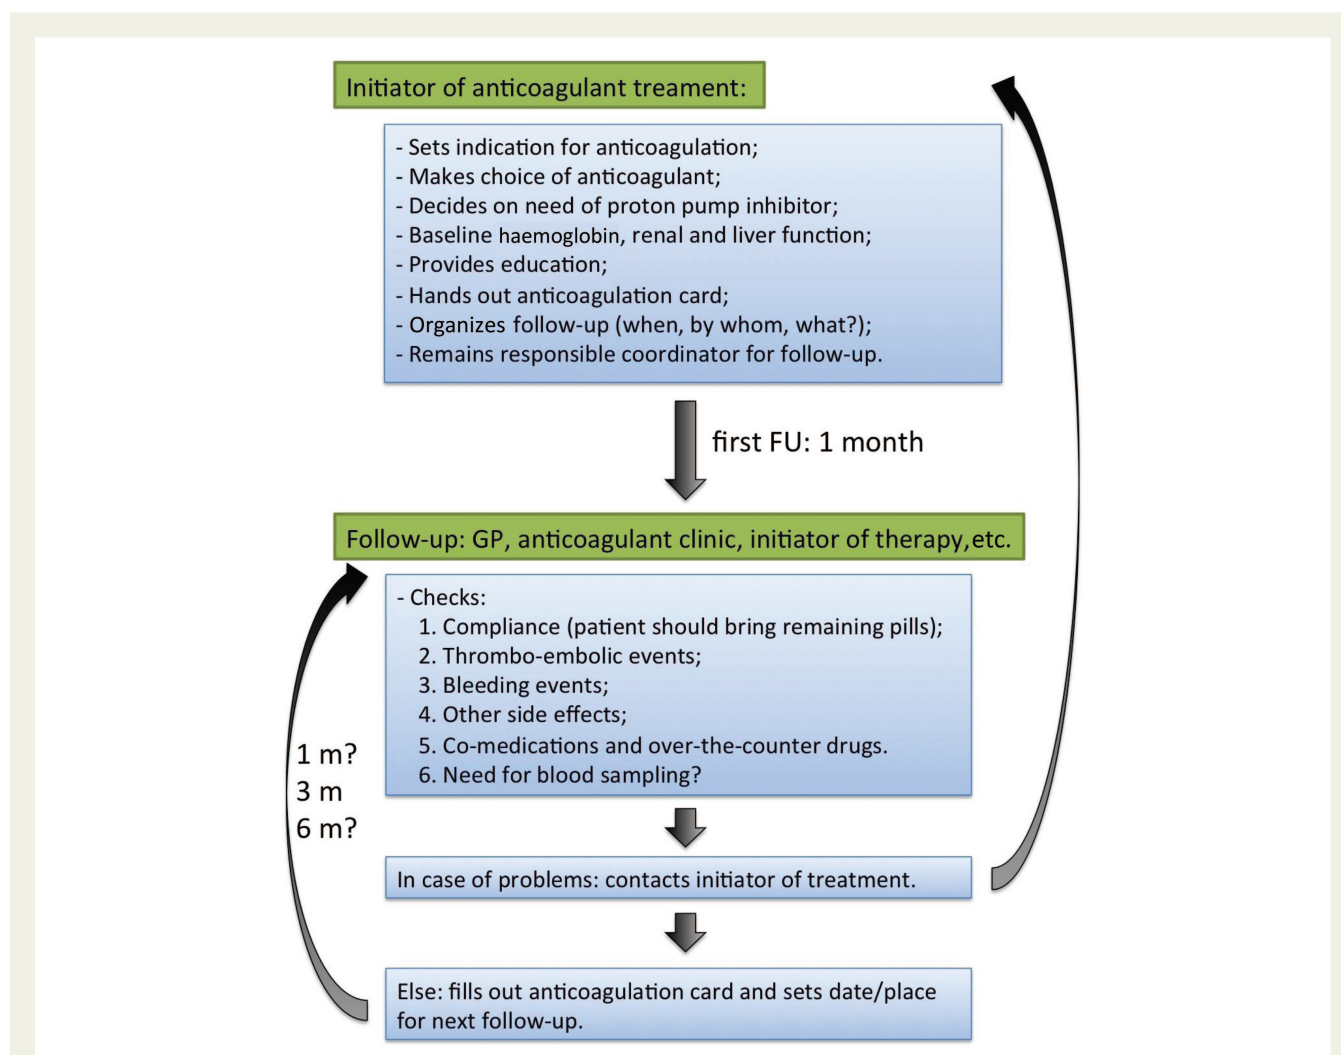 Initiator of anticoagulant treament:
- Sets indication for anticoagulation;
- Makes choice of anticoagulant;
- Decides on need of proton pump inhibitor;
- Baseline haemoglobin, renal and liver function;
- Provides education;
- Hands out anticoagulation card;
- Organizes follow-up (when, by whom, what?);
- Remains responsible coordinator for follow-up.
first FU: 1 month
Follow-up: GP, anticoagulant clinic, initiator of therapy,etc.
- Checks:
1. Compliance (patient should bring remaining pills);
2. Thrombo-embolic events;
3. Bleeding events;
4. Other side effects;
5. Co-medications and over-the-counter drugs.
6. Need for blood sampling?
1 m?
3 m
6 m?
In case of problems: contacts initiator of treatment.
Else: fills out anticoagulation card and sets date/place
for next follow-up.